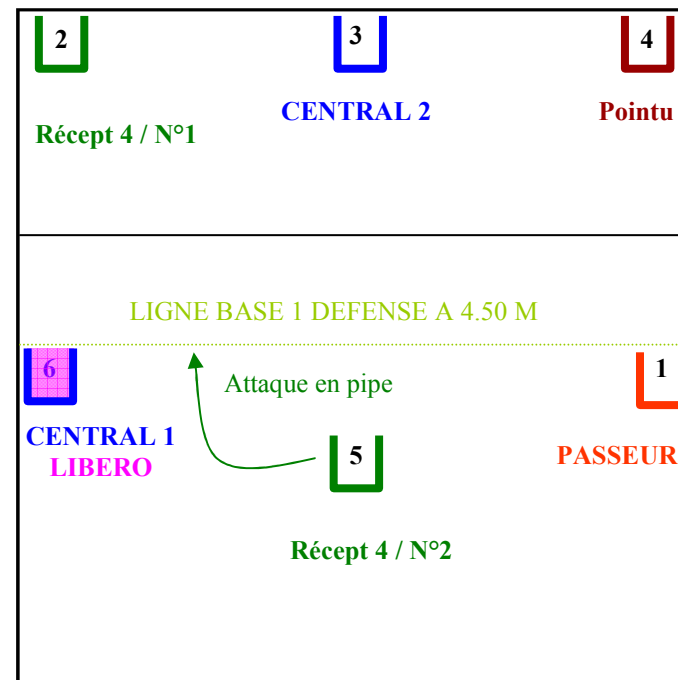 2 3 4
Récept 4 / N°1 CENTRAL 2 Pointu
LIGNE BASE 1 DEFENSE A 4.50 M
6 Attaque en pipe 1
CENTRAL 1
LIBERO
5
PASSEUR
Récept 4 / N°2